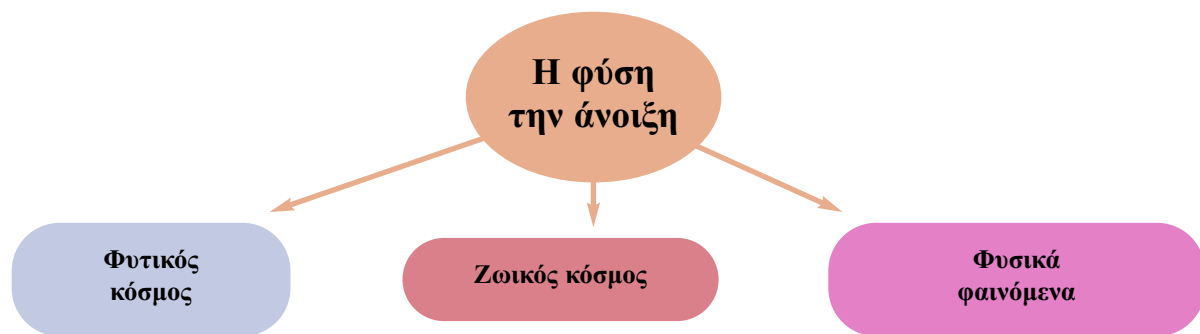 Η φύση
την άνοιξη
Φυτικός
κόσμος
Ζωικός κόσμος
Φυσικά
φαινόμενα